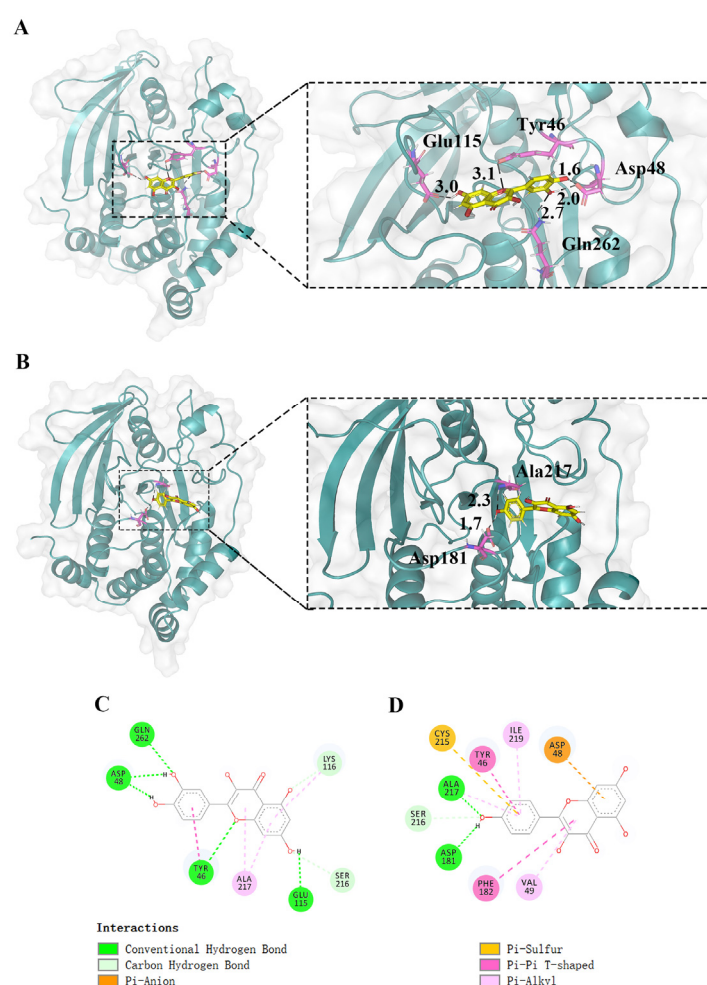 A
Glu115
Tyr46
3.1
1.6
Asp48
3.0
2.0
2.7
Gln262
B
Ala217
2.3
1.7
Asp181
C
D
GLN
262
ASP
48
H
H
TYR
46
ALA
217
LYS
116
H
GLU
115
SER
216
CYS
215
TYR
46
ILE
219
ASP
48
ALA
217
SER
216
H
ASP
181
PHE
182
VAL
49
Interactions
Conventional Hydrogen Bond
Carbon Hydrogen Bond
Pi-Anion
Pi-Sulfur
Pi-Pi T-shaped
Pi-Alkyl